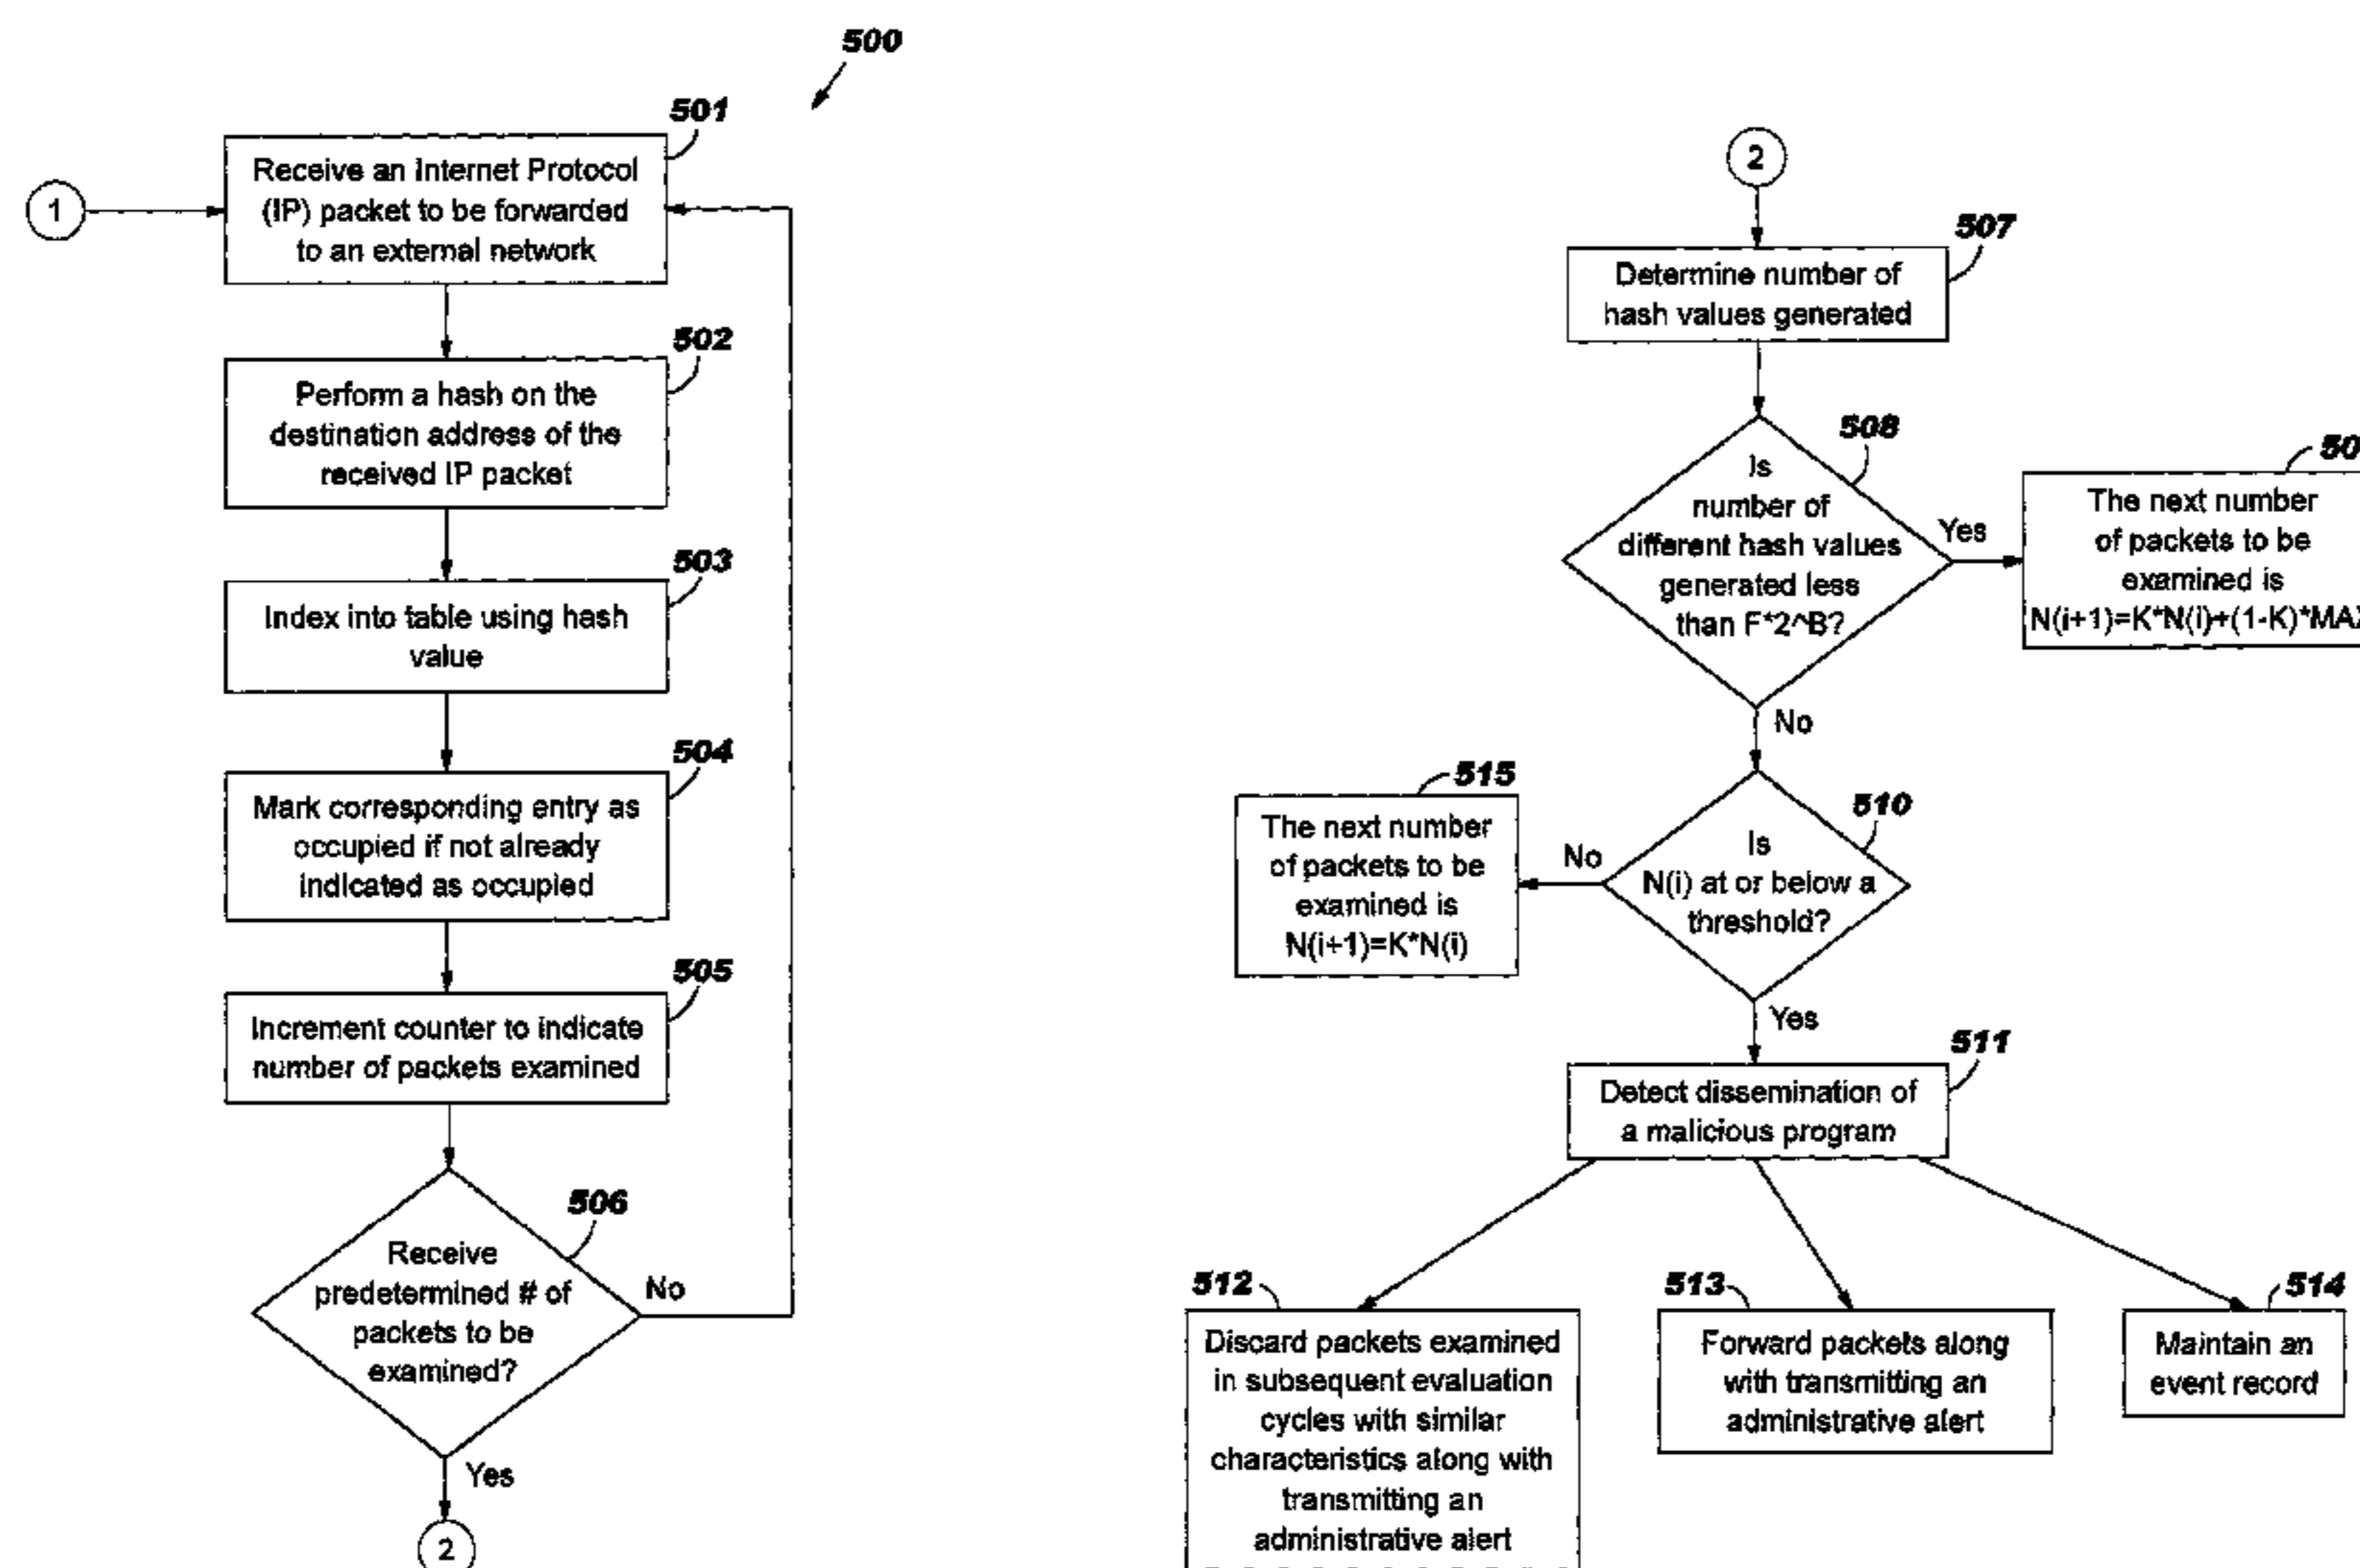 500
501
1
Receive an Internet Protocol
(IP) packet to be forwarded
to an external network
502
Perform a hash on the
destination address of the
received IP packet
503
Index into table using hash
value
504
Mark corresponding entry as
occupied if not already
indicated as occupied
505
Increment counter to indicate
number of packets examined
506
Receive
predetermined # of
packets to be
examined?
No
Yes
2
2
507
Determine number of
hash values generated
508
Is
number of
different hash values
generated less
than F*2^B?
Yes
50
The next number
of packets to be
examined is
N(i+1)=K*N(i)+(1-K)*MAX
No
515
The next number
of packets to be
examined is
N(i+1)=K*N(i)
No
510
Is
N(i) at or below a
threshold?
Yes
511
Detect dissemination of
a malicious program
512
Discard packets examined
in subsequent evaluation
cycles with similar
characteristics along with
transmitting an
administrative alert
513
Forward packets along
with transmitting an
administrative alert
514
Maintain an
event record